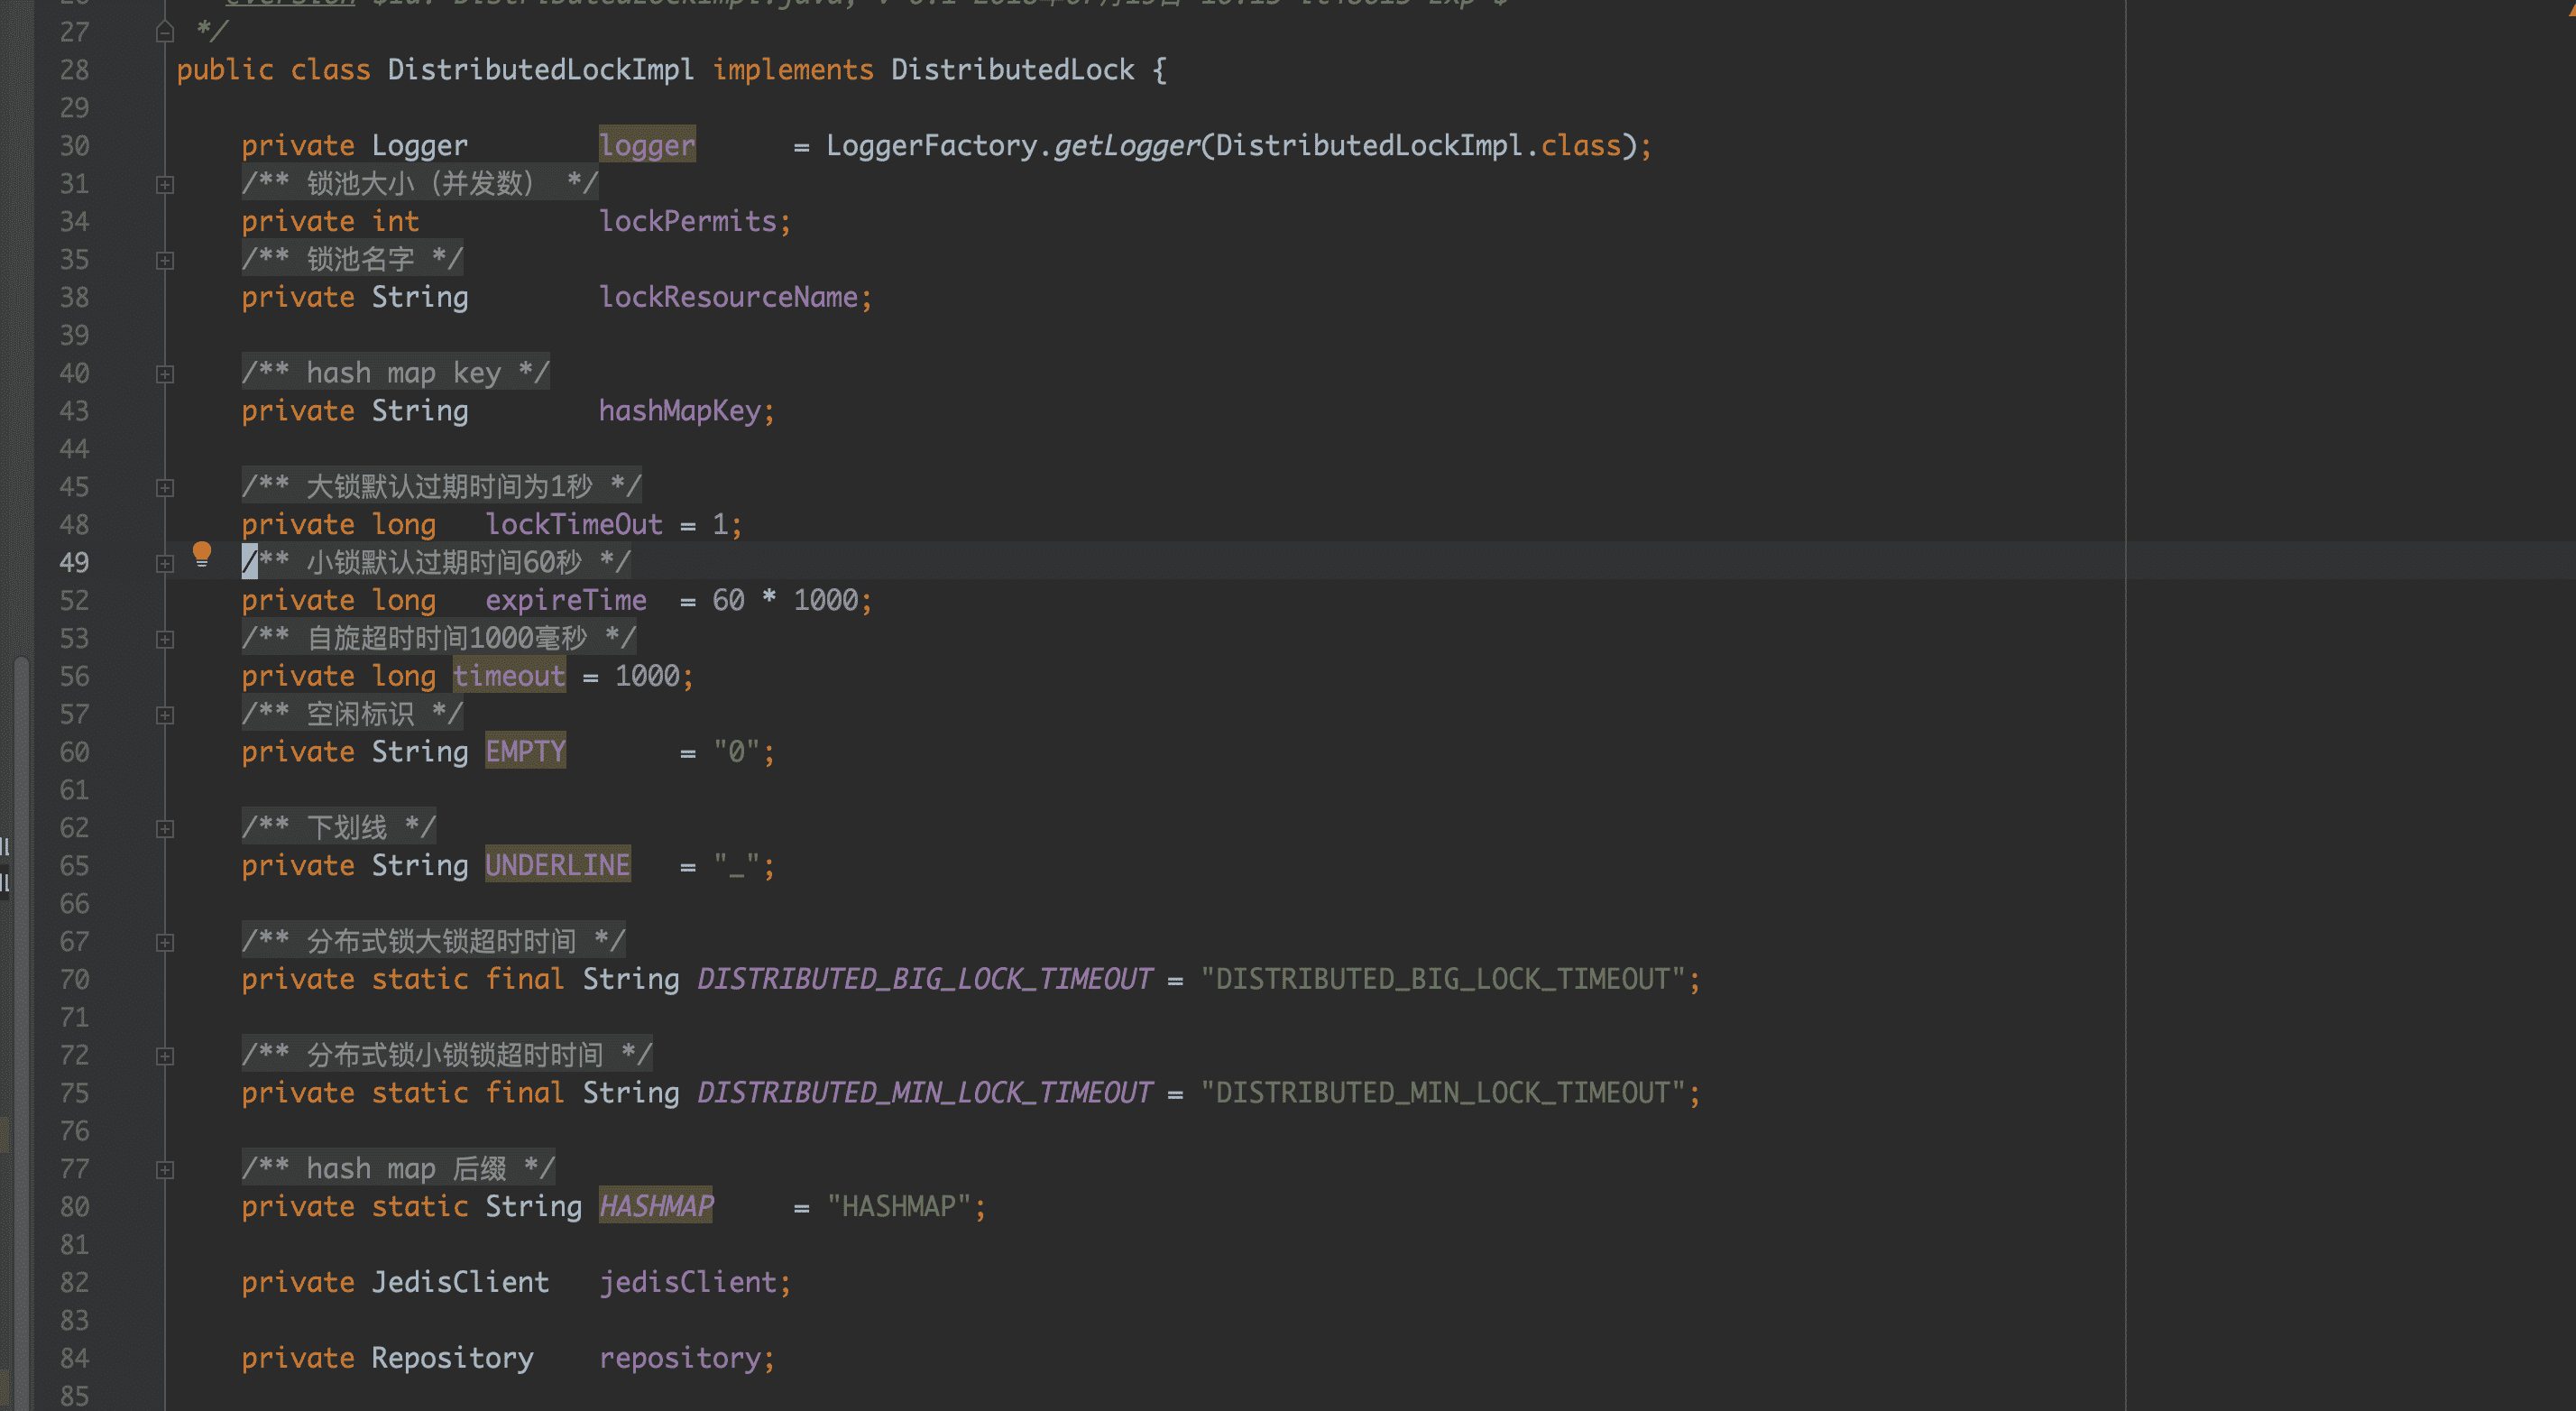 27 */
28 public class DistributedLockImpl implements DistributedLock {
29
30 private Logger logger = LoggerFactory.getLogger(DistributedLockImpl.class);
31 /** 锁池大小（并发数） */
34 private int lockPermits;
35 /** 锁池名字 */
38 private String lockResourceName;
39
40 /** hash map key */
43 private String hashMapKey;
44
45 /** 大锁默认过期时间为1秒 */
48 private long lockTimeOut = 1;
49 /** 小锁默认过期时间60秒 */
52 private long expireTime = 60 * 1000;
53 /** 自旋超时时间1000毫秒 */
56 private long timeout = 1000;
57 /** 空闲标识 */
60 private String EMPTY = "0";
61
62 /** 下划线 */
65 private String UNDERLINE = "_";
66
67 /** 分布式锁大锁超时时间 */
70 private static final String DISTRIBUTED_BIG_LOCK_TIMEOUT = "DISTRIBUTED_BIG_LOCK_TIMEOUT";
71
72 /** 分布式锁小锁锁超时时间 */
75 private static final String DISTRIBUTED_MIN_LOCK_TIMEOUT = "DISTRIBUTED_MIN_LOCK_TIMEOUT";
76
77 /** hash map 后缀 */
80 private static String HASHMAP = "HASHMAP";
81
82 private JedisClient jedisClient;
83
84 private Repository repository;
85